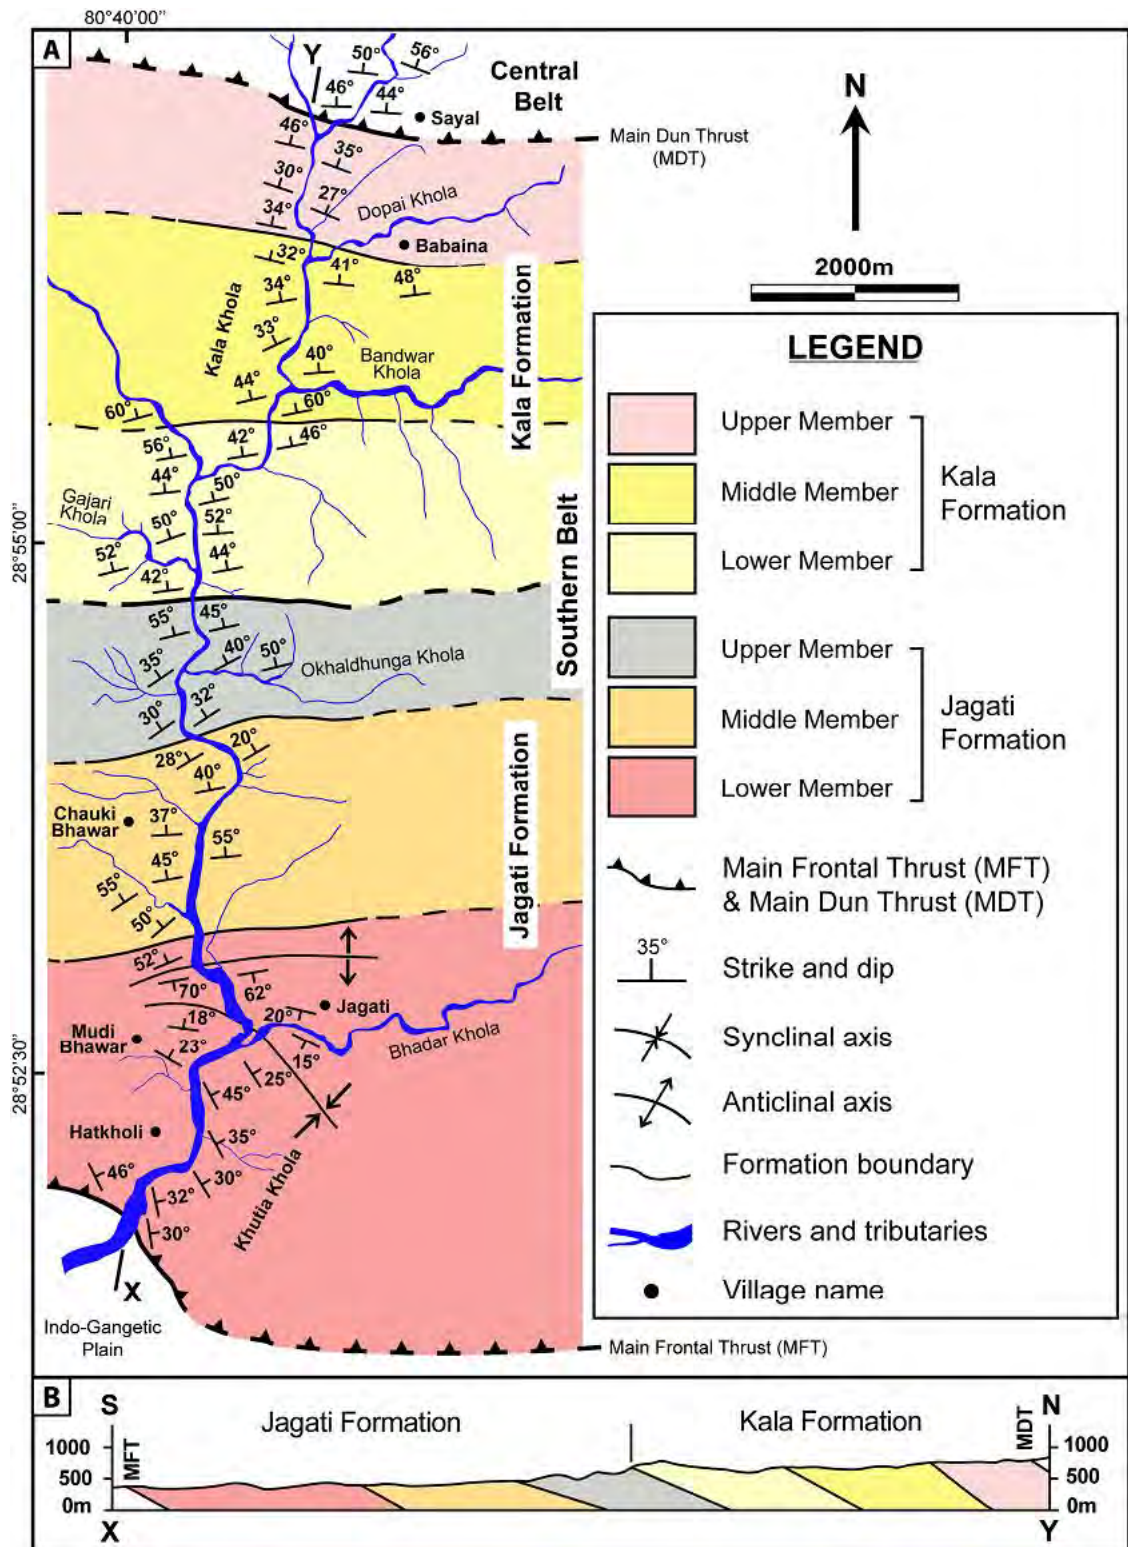 80°40'00"
A
Y
50°
56°
Central
Belt
46°
44°
Sayal
N
46°
Main Dun Thrust
(MDT)
35°
30°
27°
Dopai Khola
34°
32°
Babaina
41°
48°
2000m
34°
Kala Khola
33°
Kala Formation
40°
Bandwar
Khola
44°
60°
60°
42°
46°
56°
44°
50°
Gajari
Khola
50°
52°
28°55'00"
52°
44°
42°
Southern Belt
55°
45°
40°
50°
35°
Okhaldhunga Khola
32°
30°
20°
28°
40°
Jagati Formation
Chauki
Bhawar
37°
55°
45°
55°
50°
52°
70°
62°
Jagati
20°
18°
Mudi
Bhawar
23°
15°
Bhadar Khola
28°52'30"
25°
45°
Hatkholi
35°
46°
30°
Khutia Khola
32°
30°
X
Indo-Gangetic
Plain
Main Frontal Thrust (MFT)
LEGEND
Upper Member
Middle Member
Lower Member
Kala
Formation
Upper Member
Middle Member
Lower Member
Jagati
Formation
Main Frontal Thrust (MFT)
& Main Dun Thrust (MDT)
35°
Strike and dip
Synclinal axis
Anticlinal axis
Formation boundary
Rivers and tributaries
Village name
B
S
Jagati Formation
Kala Formation
N
MFT
MDT
1000
500
0m
1000
500
0m
X
Y